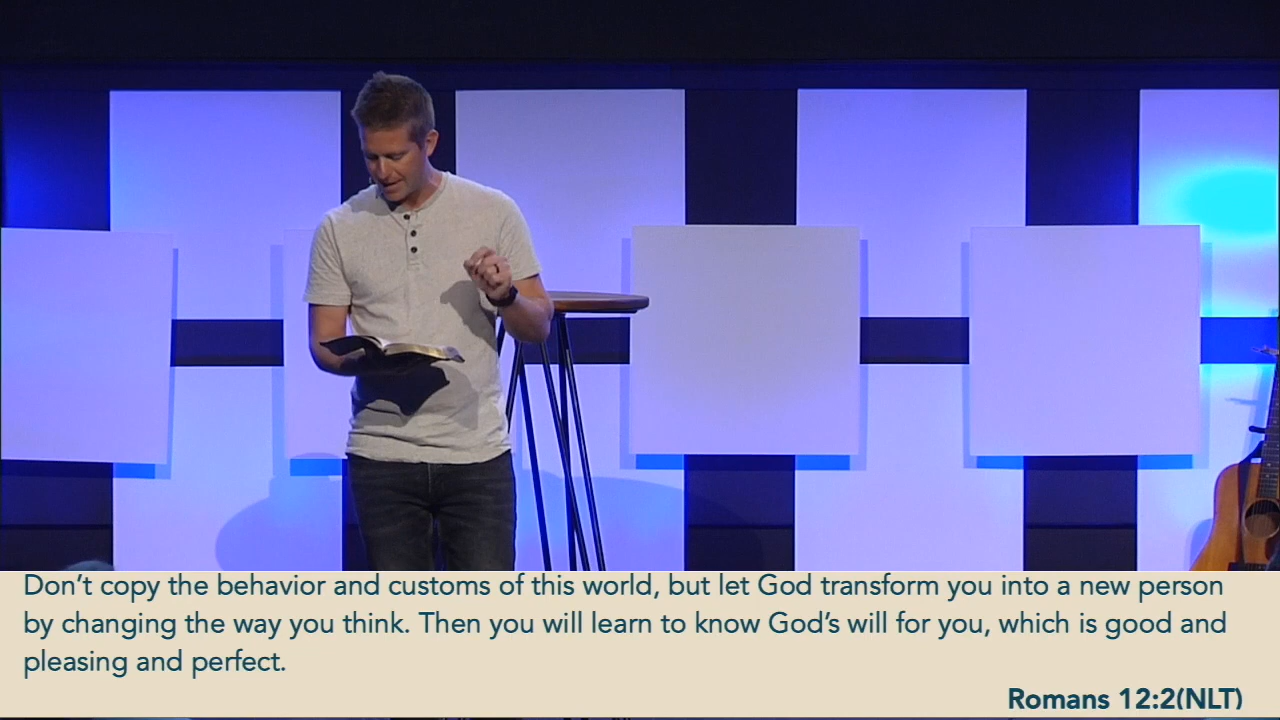 Don’t copy the behavior and customs of this world, but let God transform you into a new person
by changing the way you think. Then you will learn to know God’s will for you, which is good and
pleasing and perfect.
Romans 12:2(NLT)